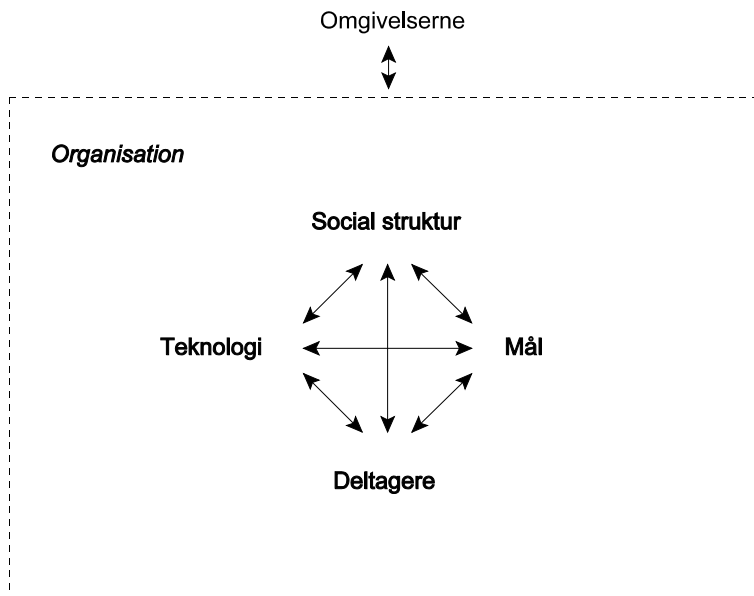 Omgivelserne
Organisation
Social struktur
Teknologi
Mål
Deltagere